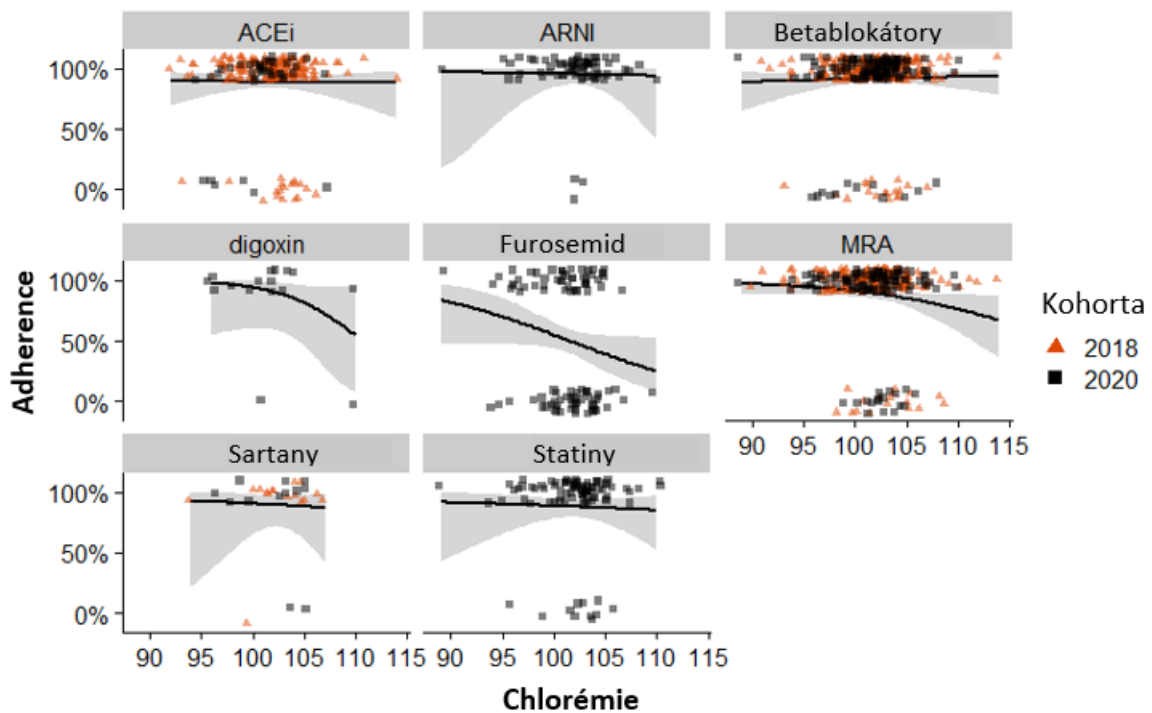 ACEi ARNI Betablokátory
100%
50%
0%
digoxin Furosemid MRA
100%
50%
0%
90 95 100 105 110 115
Sartany Statiny
100%
50%
0%
90 95 100 105 110 115 90 95 100 105 110 115
Chlorémie
Adherence
Kohorta
2018
2020